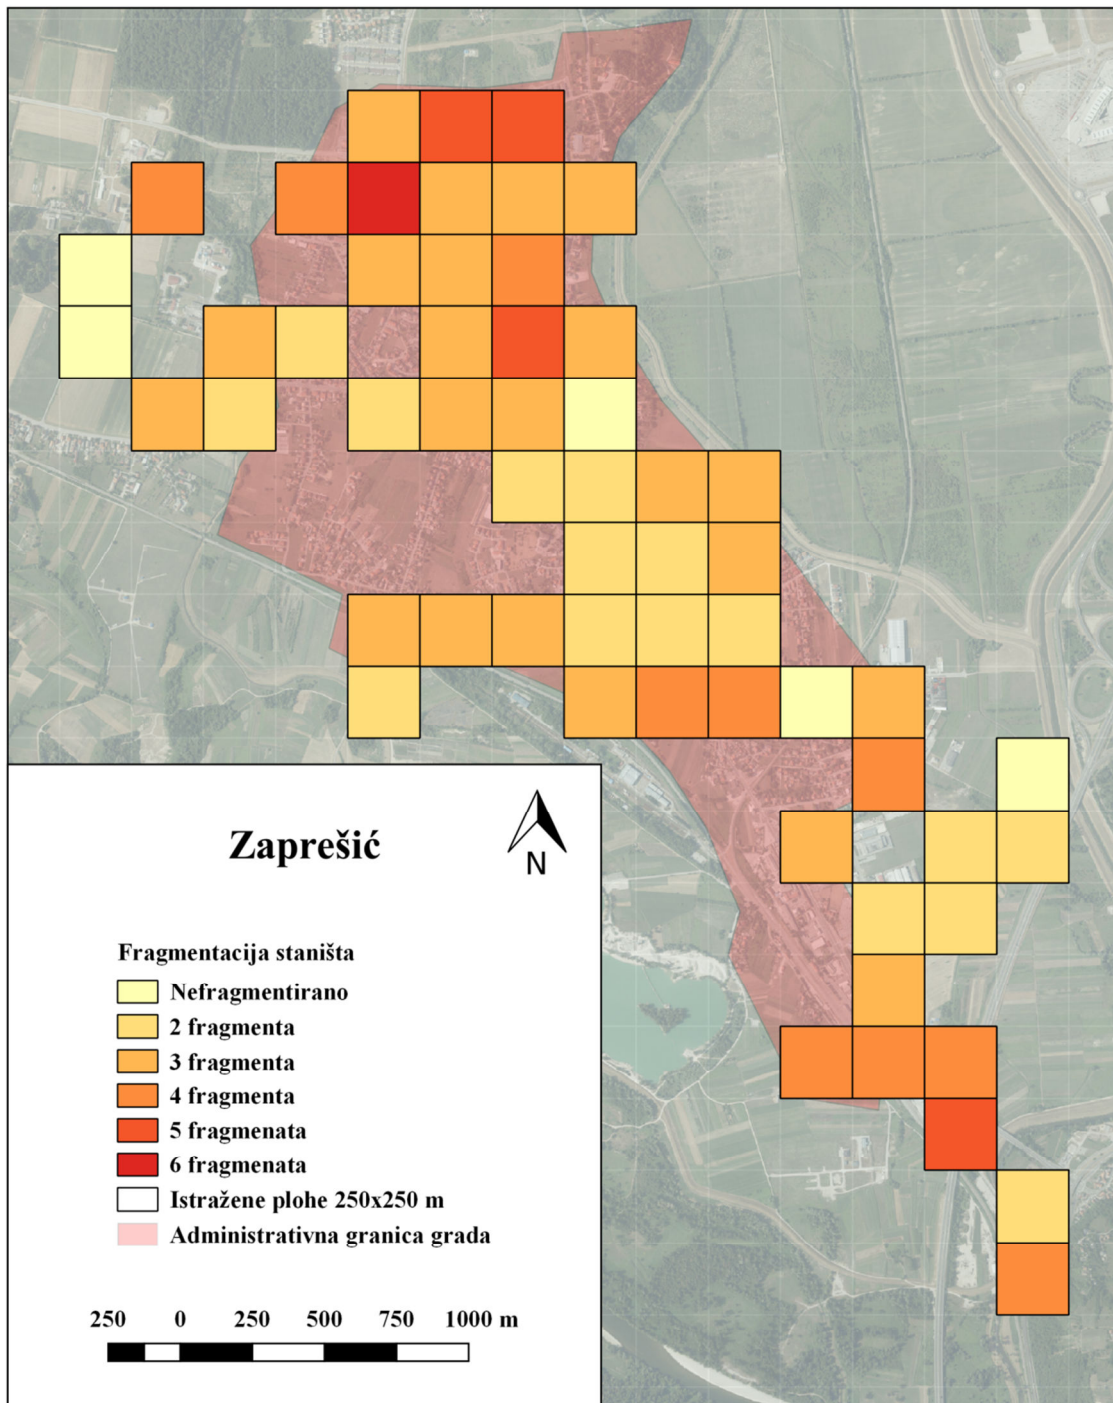 Zaprešić
N
Fragmentacija staništa
Nefragmentirano
2 fragmenta
3 fragmenta
4 fragmenta
5 fragmenata
6 fragmenata
Istražene plohe 250x250 m
Administrativna granica grada
250 0 250 500 750 1000 m